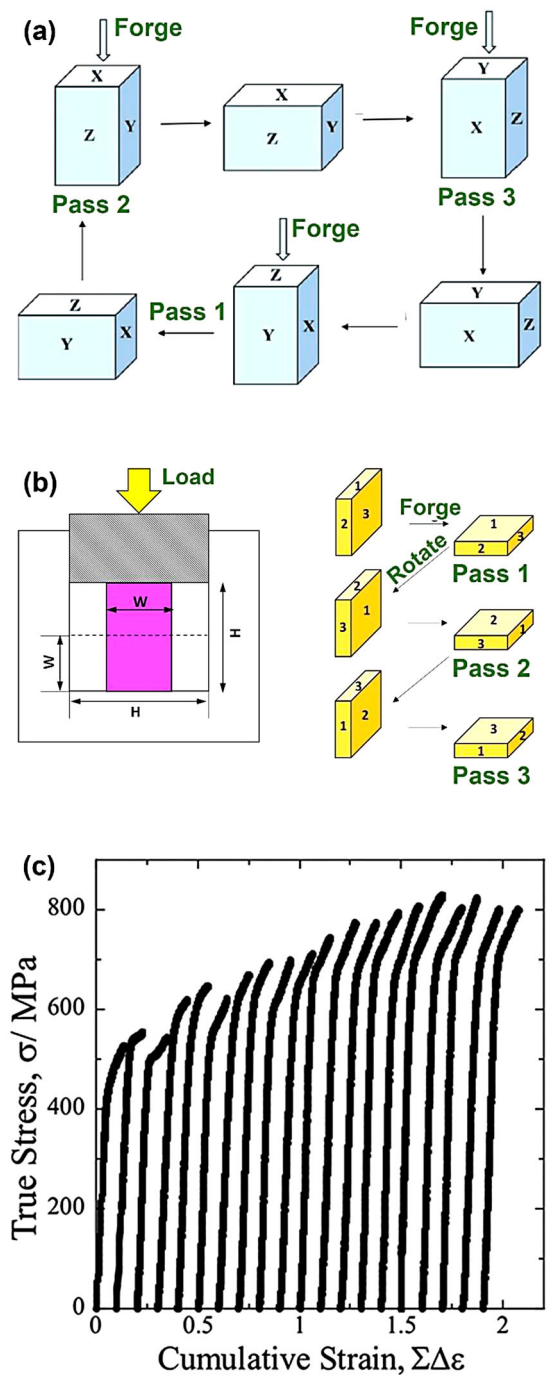 (a)
Forge
Forge
X
Z
Y
X
Z
Y
Y
X
Z
Pass 2
Pass 3
Forge
Pass 1
Z
Y
X
Z
Y
X
Y
X
Z
(b)
Load
W
H
W
H
1
2
3
Forge
1
2
3
Pass 1
Rotate
2
3
1
2
3
1
Pass 2
3
1
2
3
1
2
Pass 3
(c)
True Stress, σ/ MPa
800
600
400
200
0
0
0.5
1
1.5
2
Cumulative Strain, ΣΔε